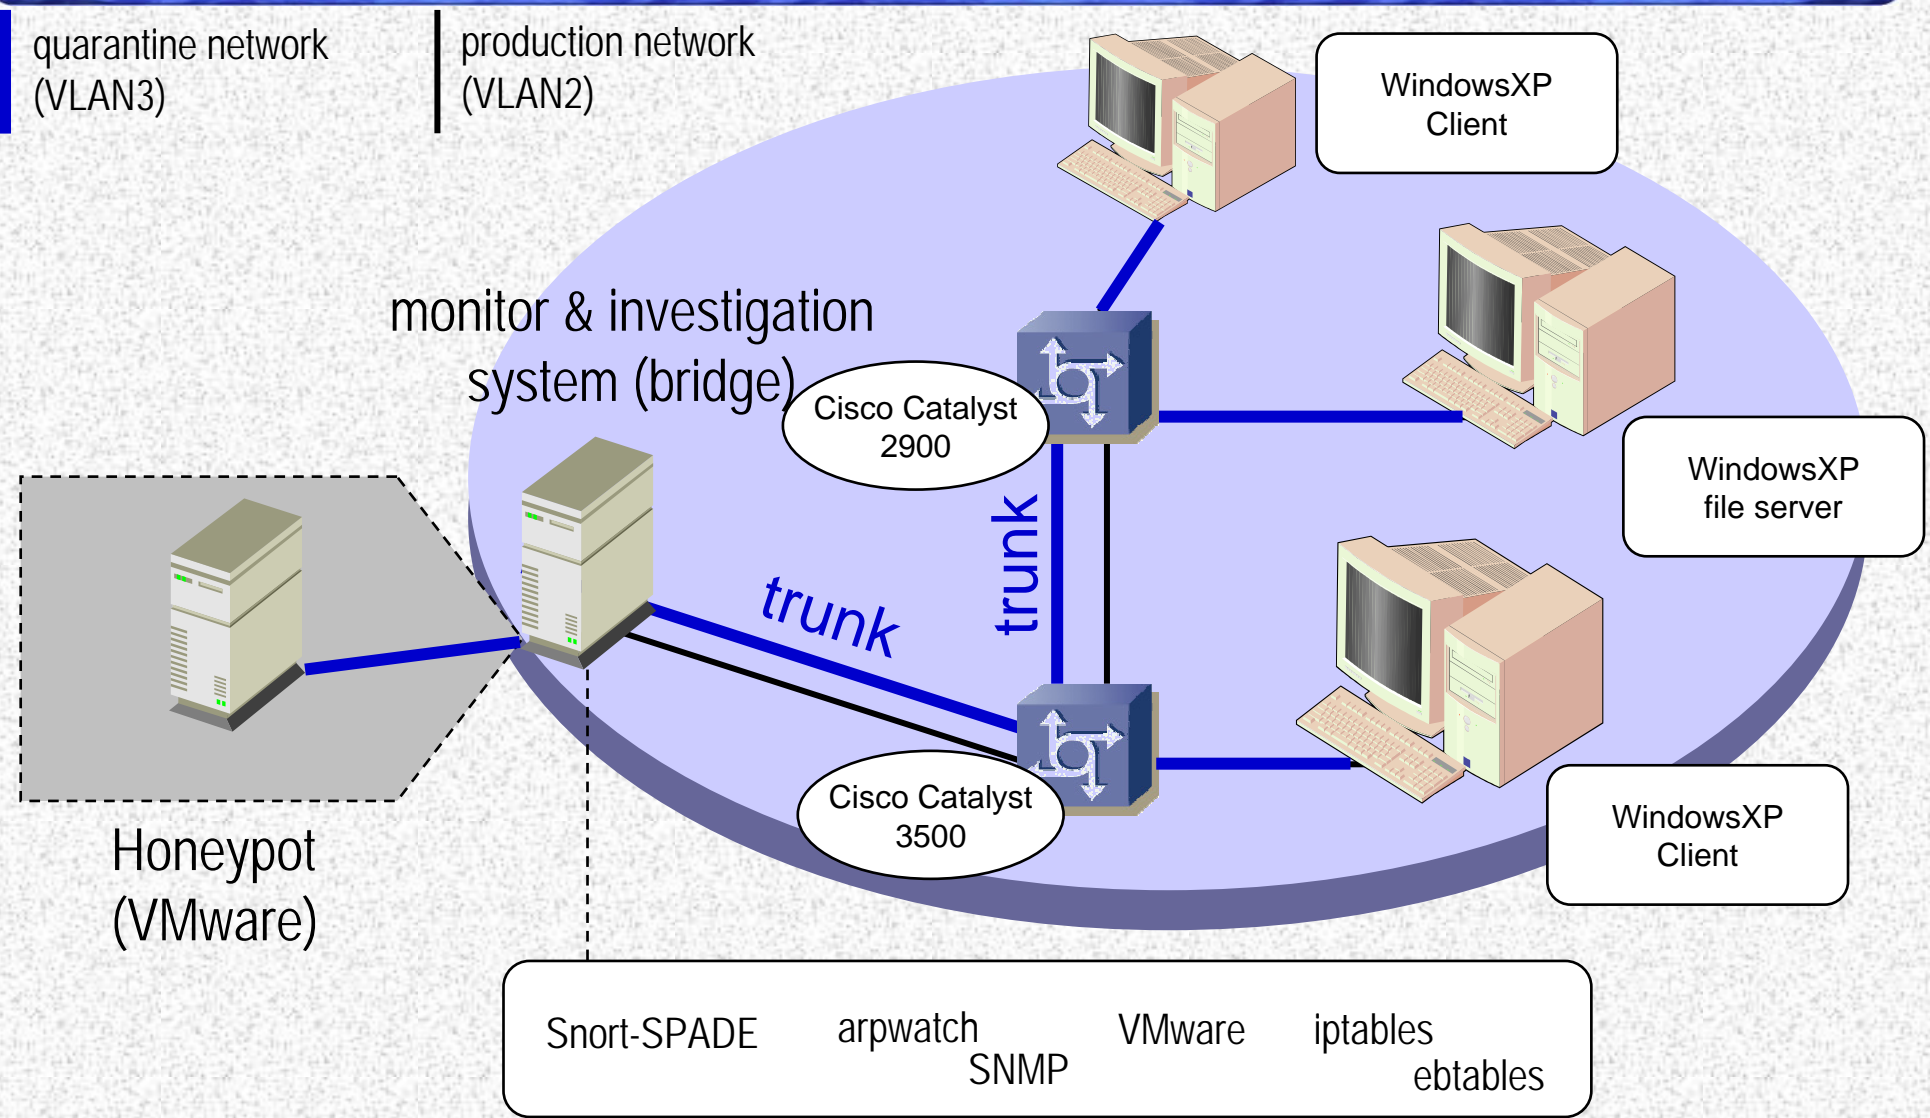 quarantine network
(VLAN3)
production network
(VLAN2)
WindowsXP
Client
monitor & investigation
system (bridge)
Cisco Catalyst
2900
WindowsXP
file server
trunk
trunk
Cisco Catalyst
3500
WindowsXP
Client
Honeypot
(VMware)
Snort-SPADE
arpwatch
VMware
iptables
SNMP
ebtables